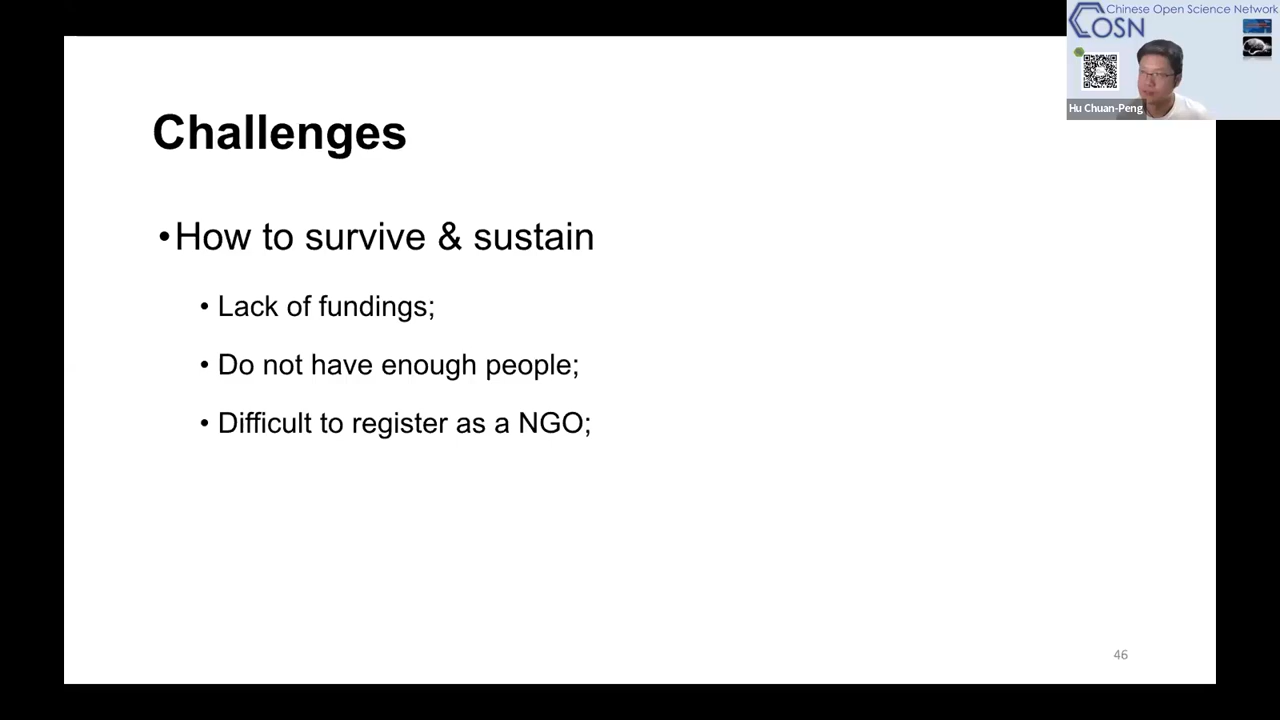 Chinese Open Science Network
COSN
Hu Chuan-Peng
Challenges
•How to survive & sustain
• Lack of fundings;
• Do not have enough people;
• Difficult to register as a NGO;
46